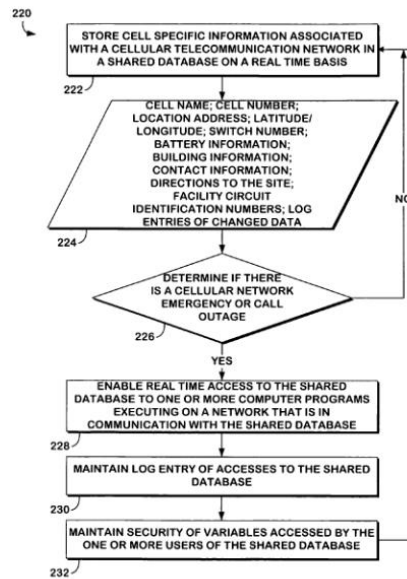 220
STORE CELL SPECIFIC INFORMATION ASSOCIATED
WITH A CELLULAR TELECOMMUNICATION NETWORK IN
A SHARED DATABASE ON A REAL TIME BASIS
222
CELL NAME; CELL NUMBER;
LOCATION ADDRESS; LATITUDE/
LONGITUDE; SWITCH NUMBER;
BATTERY INFORMATION;
BUILDING INFORMATION;
CONTACT INFORMATION;
DIRECTIONS TO THE SITE;
FACILITY CIRCUIT
IDENTIFICATION NUMBERS; LOG
ENTRIES OF CHANGED DATA
224
NO
DETERMINE IF THERE
IS A CELLULAR NETWORK
EMERGENCY OR CALL
OUTAGE
226
YES
ENABLE REAL TIME ACCESS TO THE SHARED
DATABASE TO ONE OR MORE COMPUTER PROGRAMS
EXECUTING ON A NETWORK THAT IS IN
COMMUNICATION WITH THE SHARED DATABASE
228
MAINTAIN LOG ENTRY OF ACCESSES TO THE SHARED
DATABASE
230
MAINTAIN SECURITY OF VARIABLES ACCESSED BY THE
ONE OR MORE USERS OF THE SHARED DATABASE
232